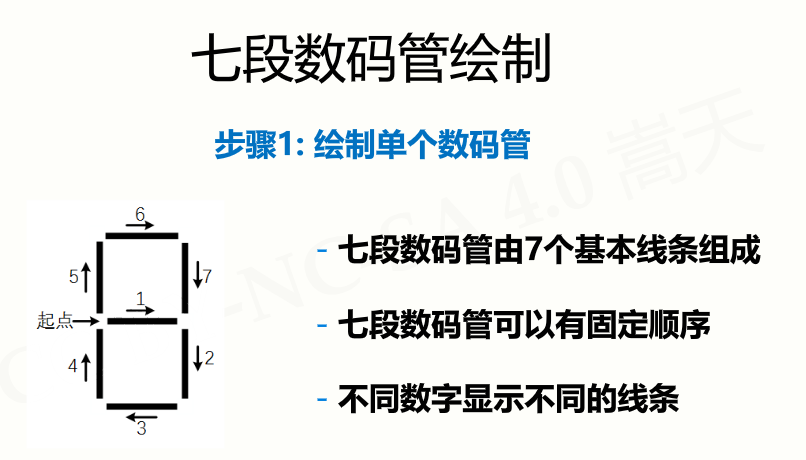 七段数码管绘制
步骤1: 绘制单个数码管
6
5
7
1
起点
4
2
3
- 七段数码管由7个基本线条组成
- 七段数码管可以有固定顺序
- 不同数字显示不同的线条
-NC-SA 4.0 嵩天